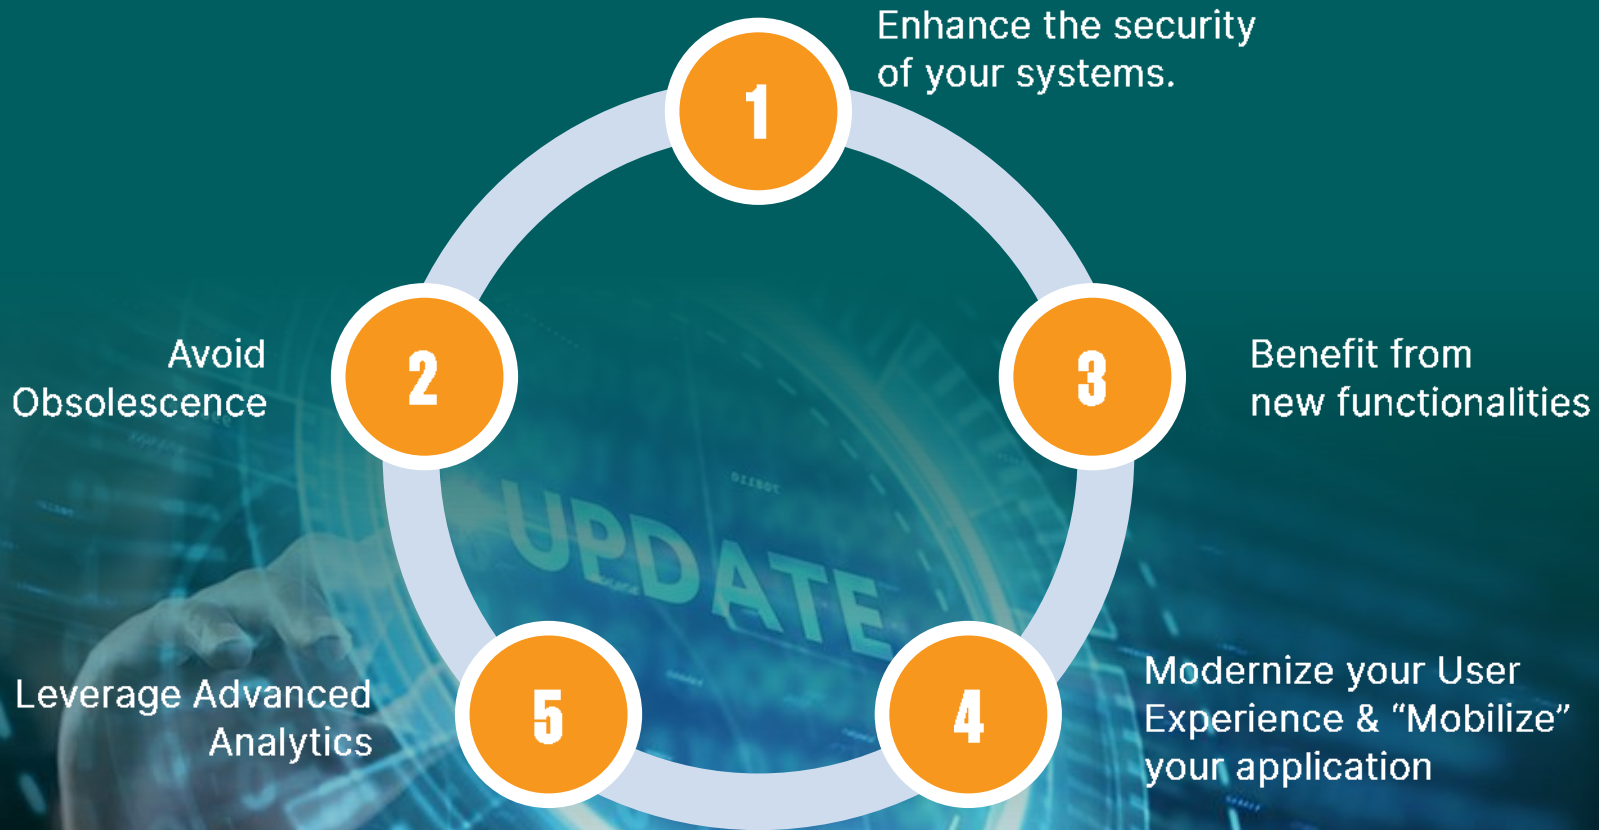 Enhance the security
of your systems.
1
Avoid
Obsolescence
2
3
Benefit from
new functionalities
UPDATE
Leverage Advanced
Analytics
5
4
Modernize your User
Experience & “Mobilize”
your application